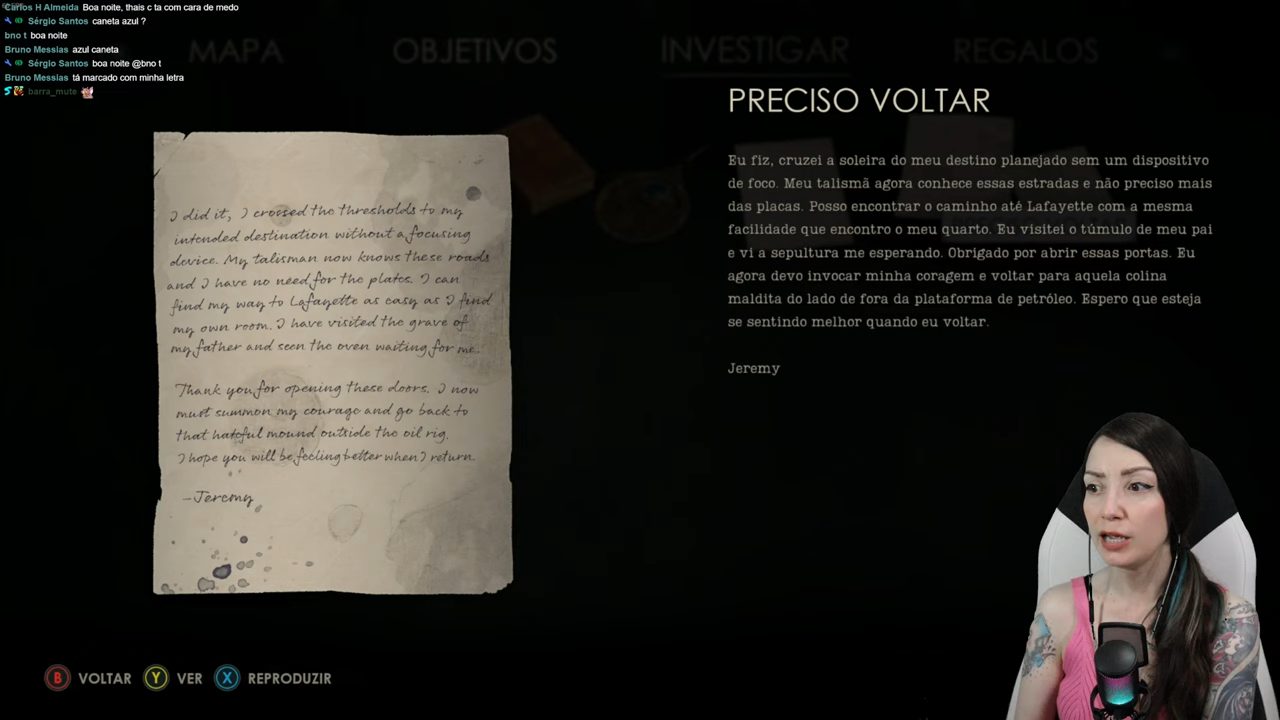 Carlos H Almeida Boa noite, thais c ta com cara de medo
Sérgio Santos caneta azul ?
bno t boa noite
Bruno Messias azul caneta
Sérgio Santos boa noite @bno t
Bruno Messias tá marcado com minha letra
barra_mute
MAPA OBJETIVOS INVESTIGAR REGALOS
PRECISO VOLTAR
Eu fiz, cruzei a soleira do meu destino planejado sem um dispositivo
de foco. Meu talismã agora conhece essas estradas e não preciso mais
das placas. Posso encontrar o caminho até Lafayette com a mesma
facilidade que encontro o meu quarto. Eu visitei o túmulo de meu pai
e vi a sepultura me esperando. Obrigado por abrir essas portas. Eu
agora devo invocar minha coragem e voltar para aquela colina
maldita do lado de fora da plataforma de petróleo. Espero que esteja
se sentindo melhor quando eu voltar.
Jeremy
I did it, I crossed the thresholds to my
intended destination without a focusing
device. My talisman now knows these roads
and I have no need for the plates. I can
find my way to Lafayette as easy as I find
my own room. I have visited the grave of
my father and seen the oven waiting for me.
Thank you for opening these doors. I now
must summon my courage and go back to
that hateful mound outside the oil rig.
I hope you will be feeling better when I return.
–Jeremy
B VOLTAR Y VER X REPRODUZIR